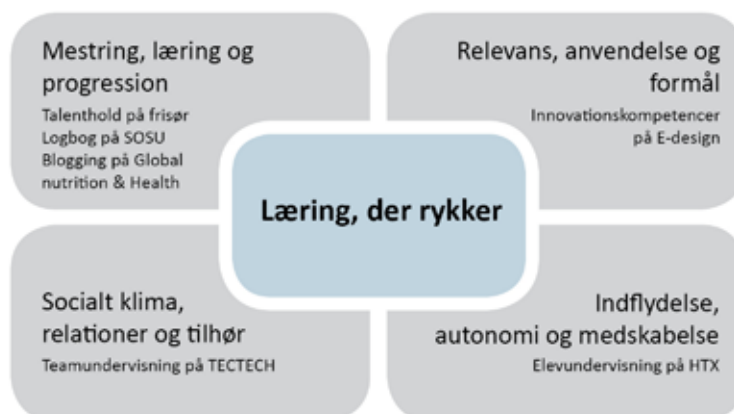 Mestring, læring og
progression
Talenthold på frisør
Logbog på SOSU
Blogging på Global
nutrition & Health
Relevans, anvendelse og
formål
Innovationskompetencer
på E-design
Læring, der rykker
Socialt klima,
relationer og tilhør
Teamundervisning på TECTECH
Indflydelse,
autonomi og medskabelse
Elevundervisning på HTX